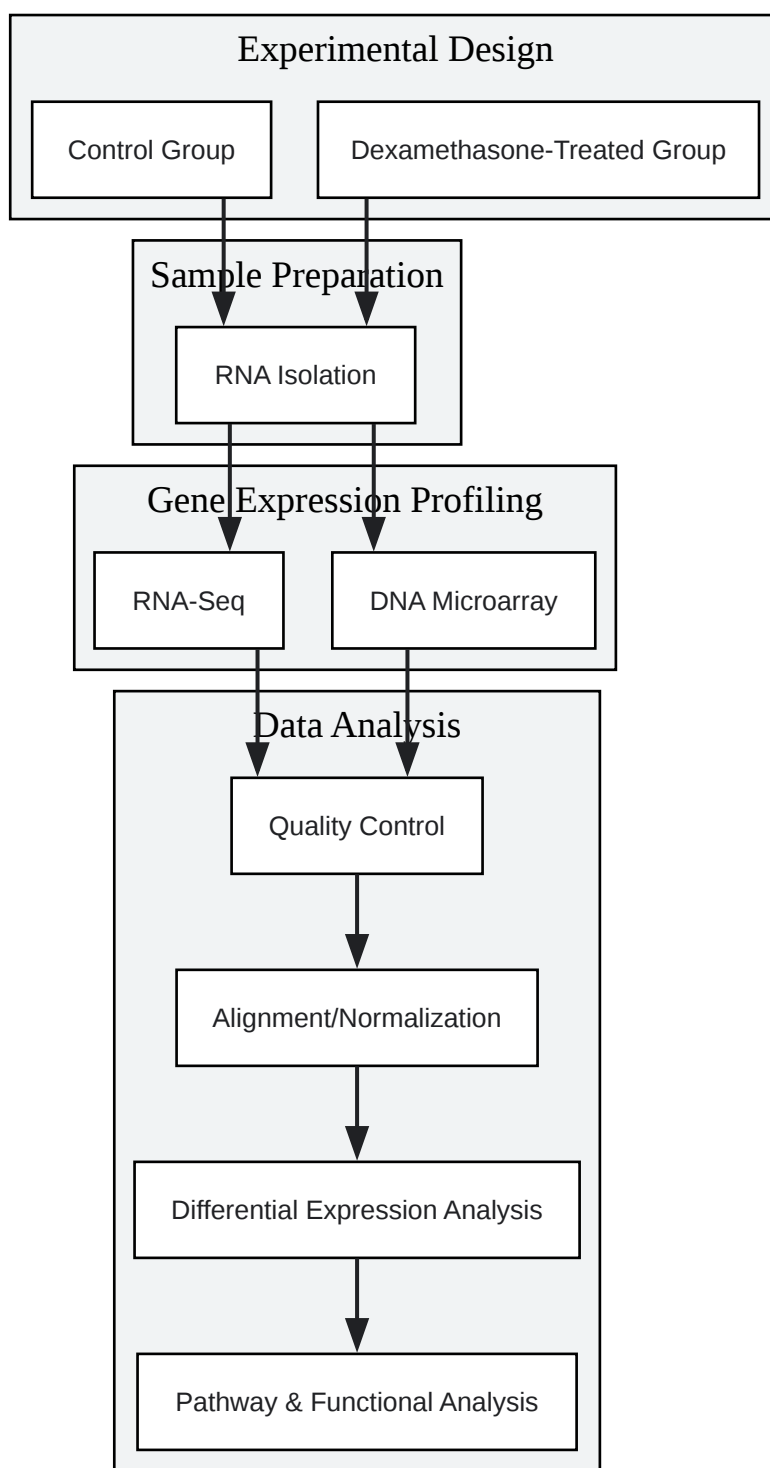 Experimental Design
Control Group
Dexamethasone-Treated Group
Sample Preparation
RNA Isolation
Gene Expression Profiling
RNA-Seq
DNA Microarray
Data Analysis
Quality Control
Alignment/Normalization
Differential Expression Analysis
Pathway & Functional Analysis